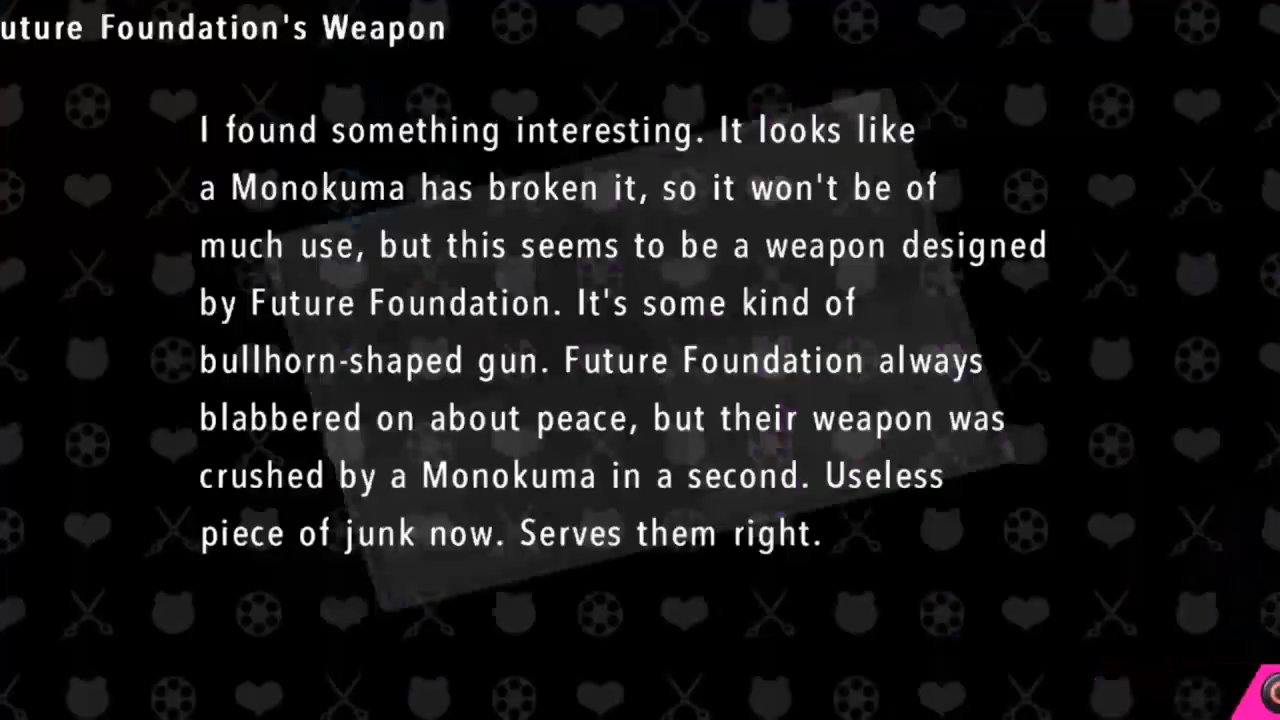 uture Foundation's Weapon
I found something interesting. It looks like
a Monokuma has broken it, so it won't be of
much use, but this seems to be a weapon designed
by Future Foundation. It's some kind of
bullhorn-shaped gun. Future Foundation always
blabbered on about peace, but their weapon was
crushed by a Monokuma in a second. Useless
piece of junk now. Serves them right.